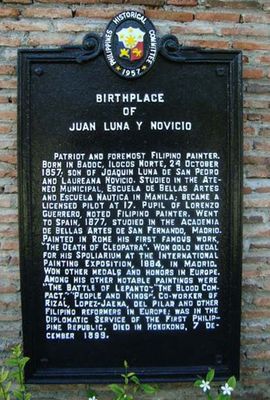 PHILIPPINES HISTORICAL COMMITTEE
1957
BIRTHPLACE
OF
JUAN LUNA Y NOVICIO
PATRIOT AND FOREMOST FILIPINO PAINTER.
BORN IN BADOC, ILOCOS NORTE, 24 OCTOBER
1857; SON OF JOAQUIN LUNA DE SAN PEDRO
AND LAUREANA NOVICIO. STUDIED IN THE ATE-
NEO MUNICIPAL, ESCUELA DE BELLAS ARTES
AND ESCUELA NAUTICA IN MANILA; BECAME A
LICENSED PILOT AT 17. PUPIL OF LORENZO
GUERRERO, NOTED FILIPINO PAINTER. WENT
TO SPAIN, 1877, STUDIED IN THE ACADEMIA
DE BELLAS ARTES DE SAN FERNANDO, MADRID.
PAINTED IN ROME HIS FIRST FAMOUS WORK,
"THE DEATH OF CLEOPATRA". WON GOLD MEDAL
FOR HIS SPOLIARIUM AT THE INTERNATIONAL
PAINTING EXPOSITION, 1884, IN MADRID.
WON OTHER MEDALS AND HONORS IN EUROPE.
AMONG HIS OTHER NOTABLE PAINTINGS WERE
"THE BATTLE OF LEPANTO", "THE BLOOD COM-
PACT," "PEOPLE AND KINGS". CO-WORKER OF
RIZAL, LOPEZ-JAENA, DEL PILAR AND OTHER
FILIPINO REFORMERS IN EUROPE; WAS IN THE
DIPLOMATIC SERVICE OF THE FIRST PHILIP-
PINE REPUBLIC. DIED IN HONGKONG, 7 DE-
CEMBER 1899.